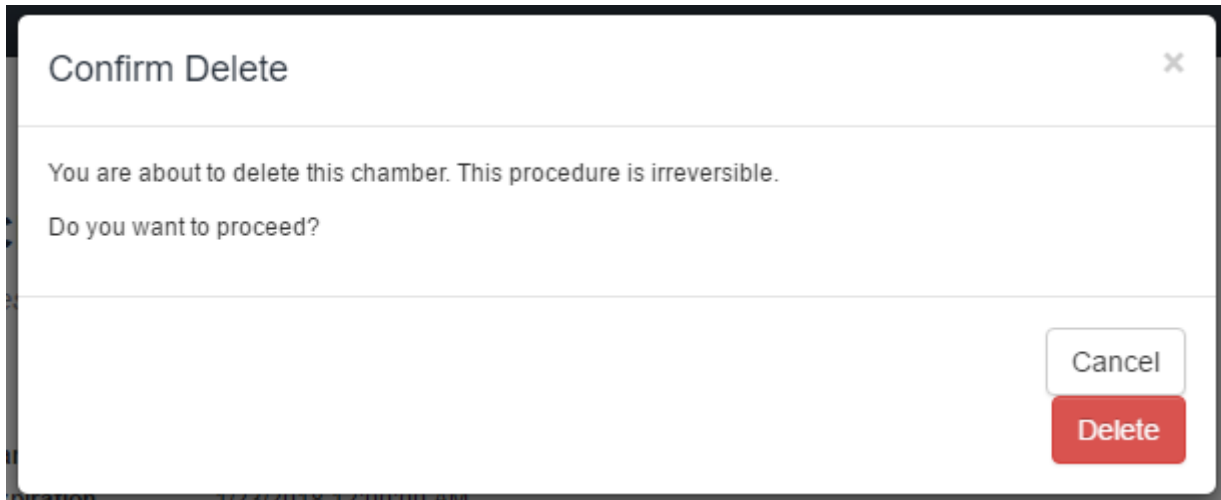 Confirm Delete
×
You are about to delete this chamber. This procedure is irreversible.
Do you want to proceed?
Cancel
Delete